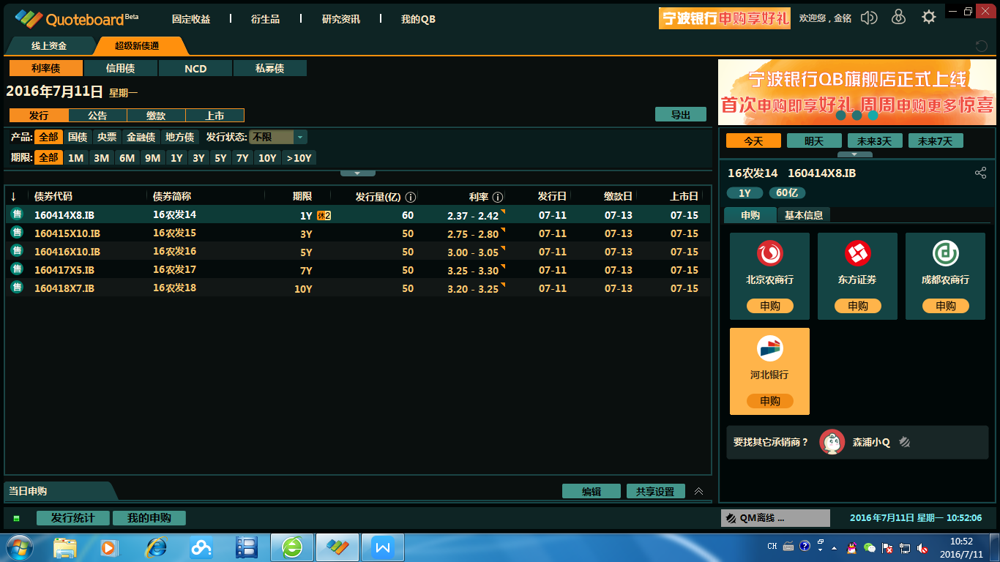 Quoteboard Beta 固定收益 衍生品 研究资讯 我的QB 宁波银行申购享好礼 欢迎您，金铭
线上资金 超级新债通
利率债 信用债 NCD 私募债
2016年7月11日 星期一
发行 公告 缴款 上市 导出
产品: 全部 国债 央票 金融债 地方债 发行状态: 不限
期限: 全部 1M 3M 6M 9M 1Y 3Y 5Y 7Y 10Y >10Y
↓ 债券代码 债券简称 期限 发行量(亿) 利率 发行日 缴款日 上市日
售 160414X8.IB 16农发14 1Y 休2 60 2.37 - 2.42 07-11 07-13 07-15
售 160415X10.IB 16农发15 3Y 50 2.75 - 2.80 07-11 07-13 07-15
售 160416X10.IB 16农发16 5Y 50 3.00 - 3.05 07-11 07-13 07-15
售 160417X5.IB 16农发17 7Y 50 3.25 - 3.30 07-11 07-13 07-15
售 160418X7.IB 16农发18 10Y 50 3.20 - 3.25 07-11 07-13 07-15
宁波银行QB旗舰店正式上线
首次申购即享好礼 周周申购更多惊喜
今天 明天 未来3天 未来7天
16农发14 160414X8.IB
1Y 60亿
申购 基本信息
北京农商行 东方证券 成都农商行
申购 申购 申购
河北银行
申购
要找其它承销商？ 森浦小Q
当日申购 编辑 共享设置
发行统计 我的申购 QM离线 ... 2016年7月11日 星期一 10:52:06
CH 10:52
2016/7/11